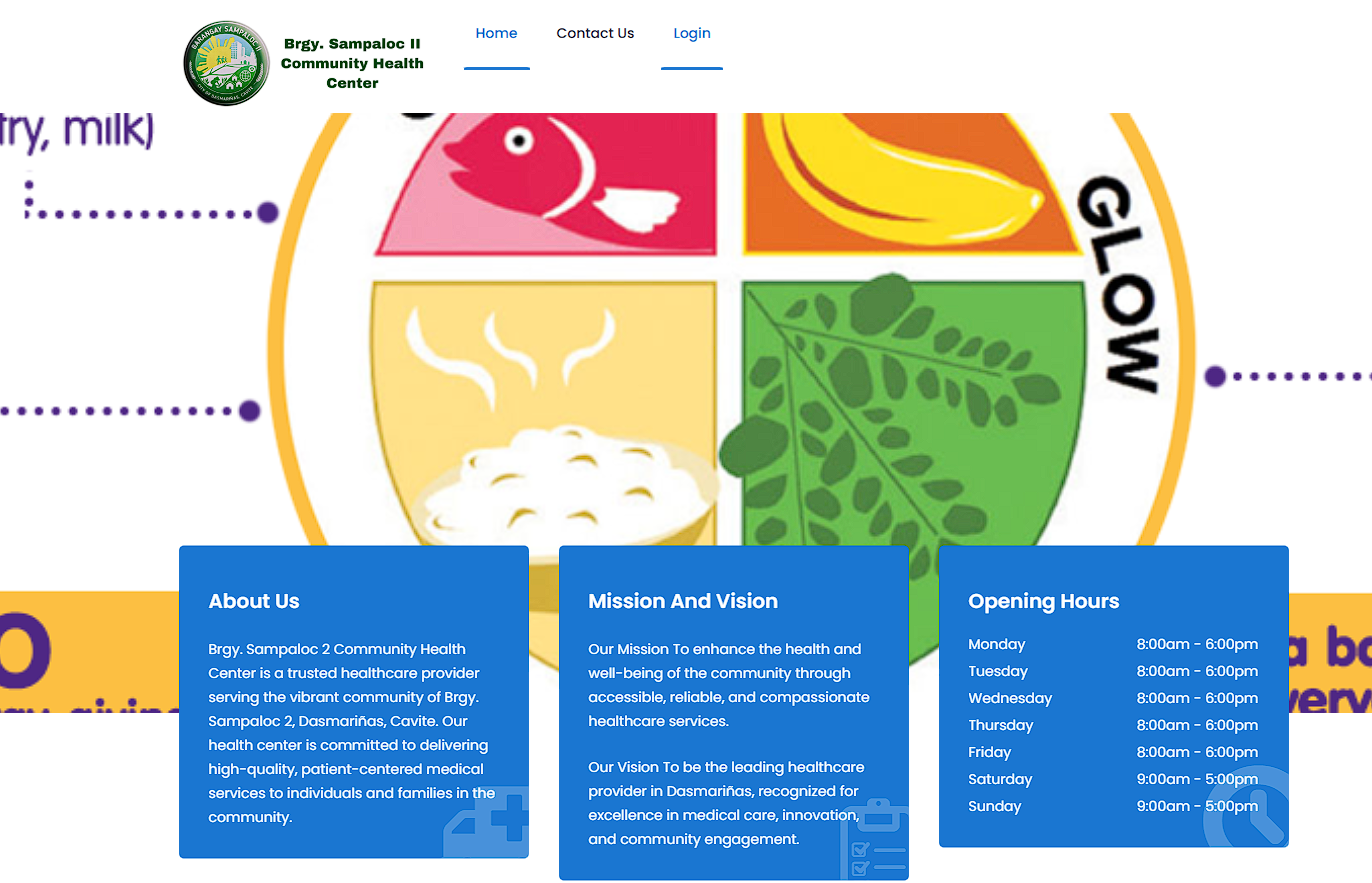 BARANGAY SAMPALOC II
CITY OF DASMARIÑAS, CAVITE
Brgy. Sampaloc II
Community Health
Center
Home
Contact Us
Login
try, milk)
GLOW
O
a ba
About Us
Brgy. Sampaloc 2 Community Health
Center is a trusted healthcare provider
serving the vibrant community of Brgy.
Sampaloc 2, Dasmariñas, Cavite. Our
health center is committed to delivering
high-quality, patient-centered medical
services to individuals and families in the
community.
Mission And Vision
Our Mission To enhance the health and
well-being of the community through
accessible, reliable, and compassionate
healthcare services.
Our Vision To be the leading healthcare
provider in Dasmariñas, recognized for
excellence in medical care, innovation,
and community engagement.
Opening Hours
Monday 8:00am - 6:00pm
Tuesday 8:00am - 6:00pm
Wednesday 8:00am - 6:00pm
Thursday 8:00am - 6:00pm
Friday 8:00am - 6:00pm
Saturday 9:00am - 5:00pm
Sunday 9:00am - 5:00pm